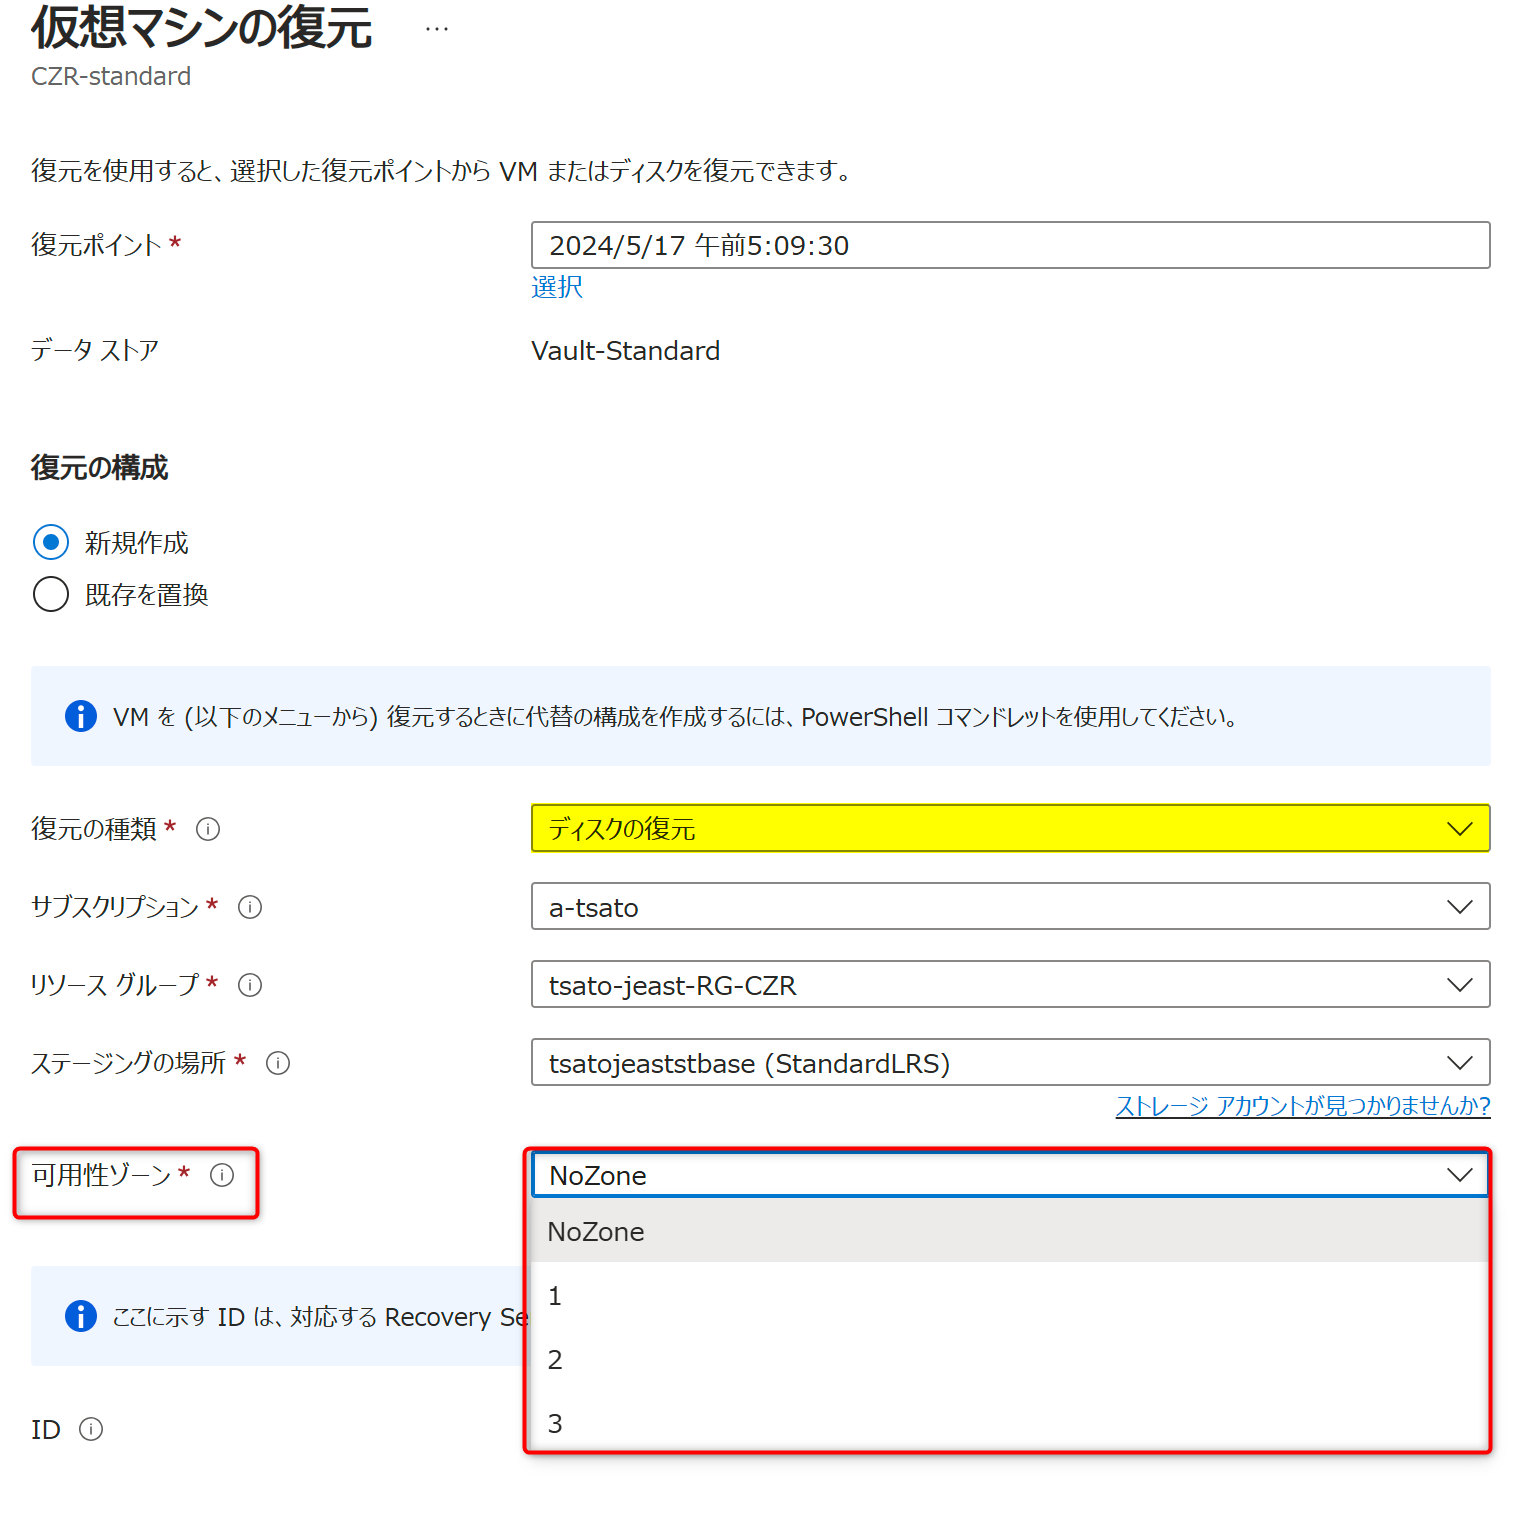 仮想マシンの復元 …
CZR-standard
復元を使用すると、選択した復元ポイントから VM またはディスクを復元できます。
復元ポイント * 2024/5/17 午前5:09:30
選択
データ ストア Vault-Standard
復元の構成
新規作成
既存を置換
VM を (以下のメニューから) 復元するときに代替の構成を作成するには、PowerShell コマンドレットを使用してください。
復元の種類 * ディスクの復元
サブスクリプション * a-tsato
リソース グループ * tsato-jeast-RG-CZR
ステージングの場所 * tsatojeaststbase (StandardLRS)
ストレージ アカウントが見つかりませんか?
可用性ゾーン * NoZone
NoZone
1
ここに示す ID は、対応する Recovery Se
2
3
ID